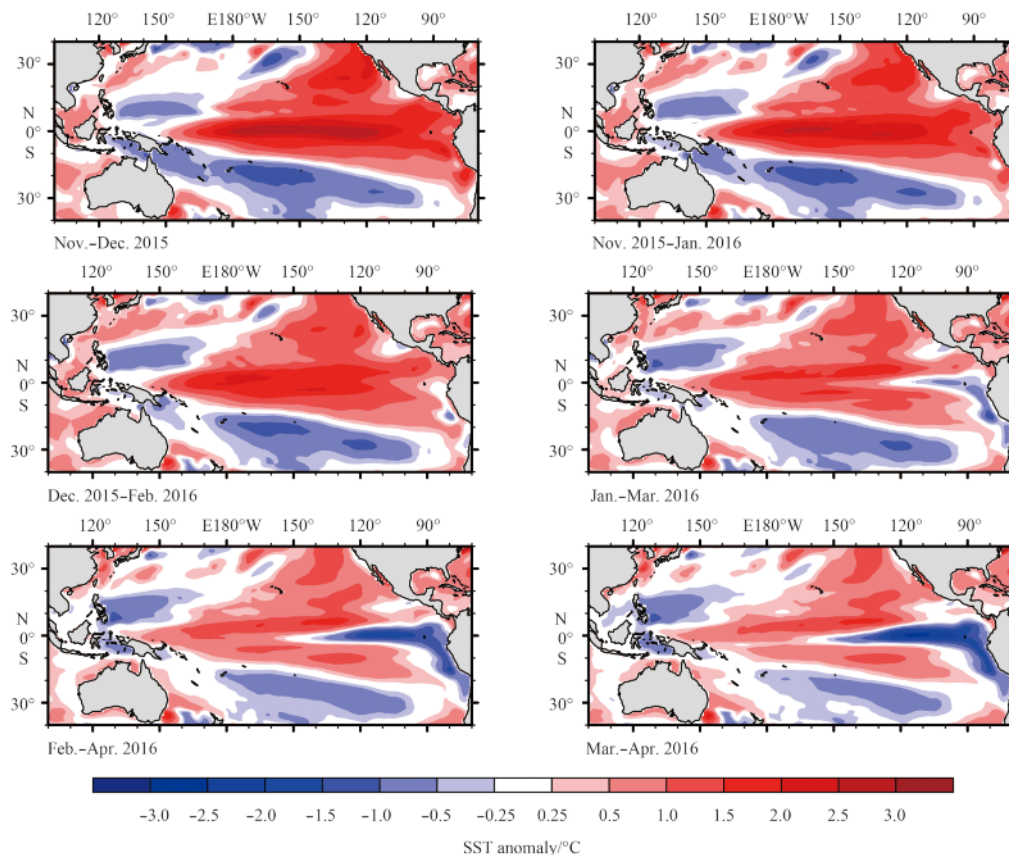 120° 150° E180°W 150° 120° 90°
120° 150° E180°W 150° 120° 90°
30°
N
0°
S
30°
30°
N
0°
S
30°
Nov.–Dec. 2015
Nov. 2015–Jan. 2016
120° 150° E180°W 150° 120° 90°
120° 150° E180°W 150° 120° 90°
30°
N
0°
S
30°
30°
N
0°
S
30°
Dec. 2015–Feb. 2016
Jan.–Mar. 2016
120° 150° E180°W 150° 120° 90°
120° 150° E180°W 150° 120° 90°
30°
N
0°
S
30°
30°
N
0°
S
30°
Feb.–Apr. 2016
Mar.–Apr. 2016
−3.0 −2.5 −2.0 −1.5 −1.0 −0.5 −0.25 0.25 0.5 1.0 1.5 2.0 2.5 3.0
SST anomaly/°C